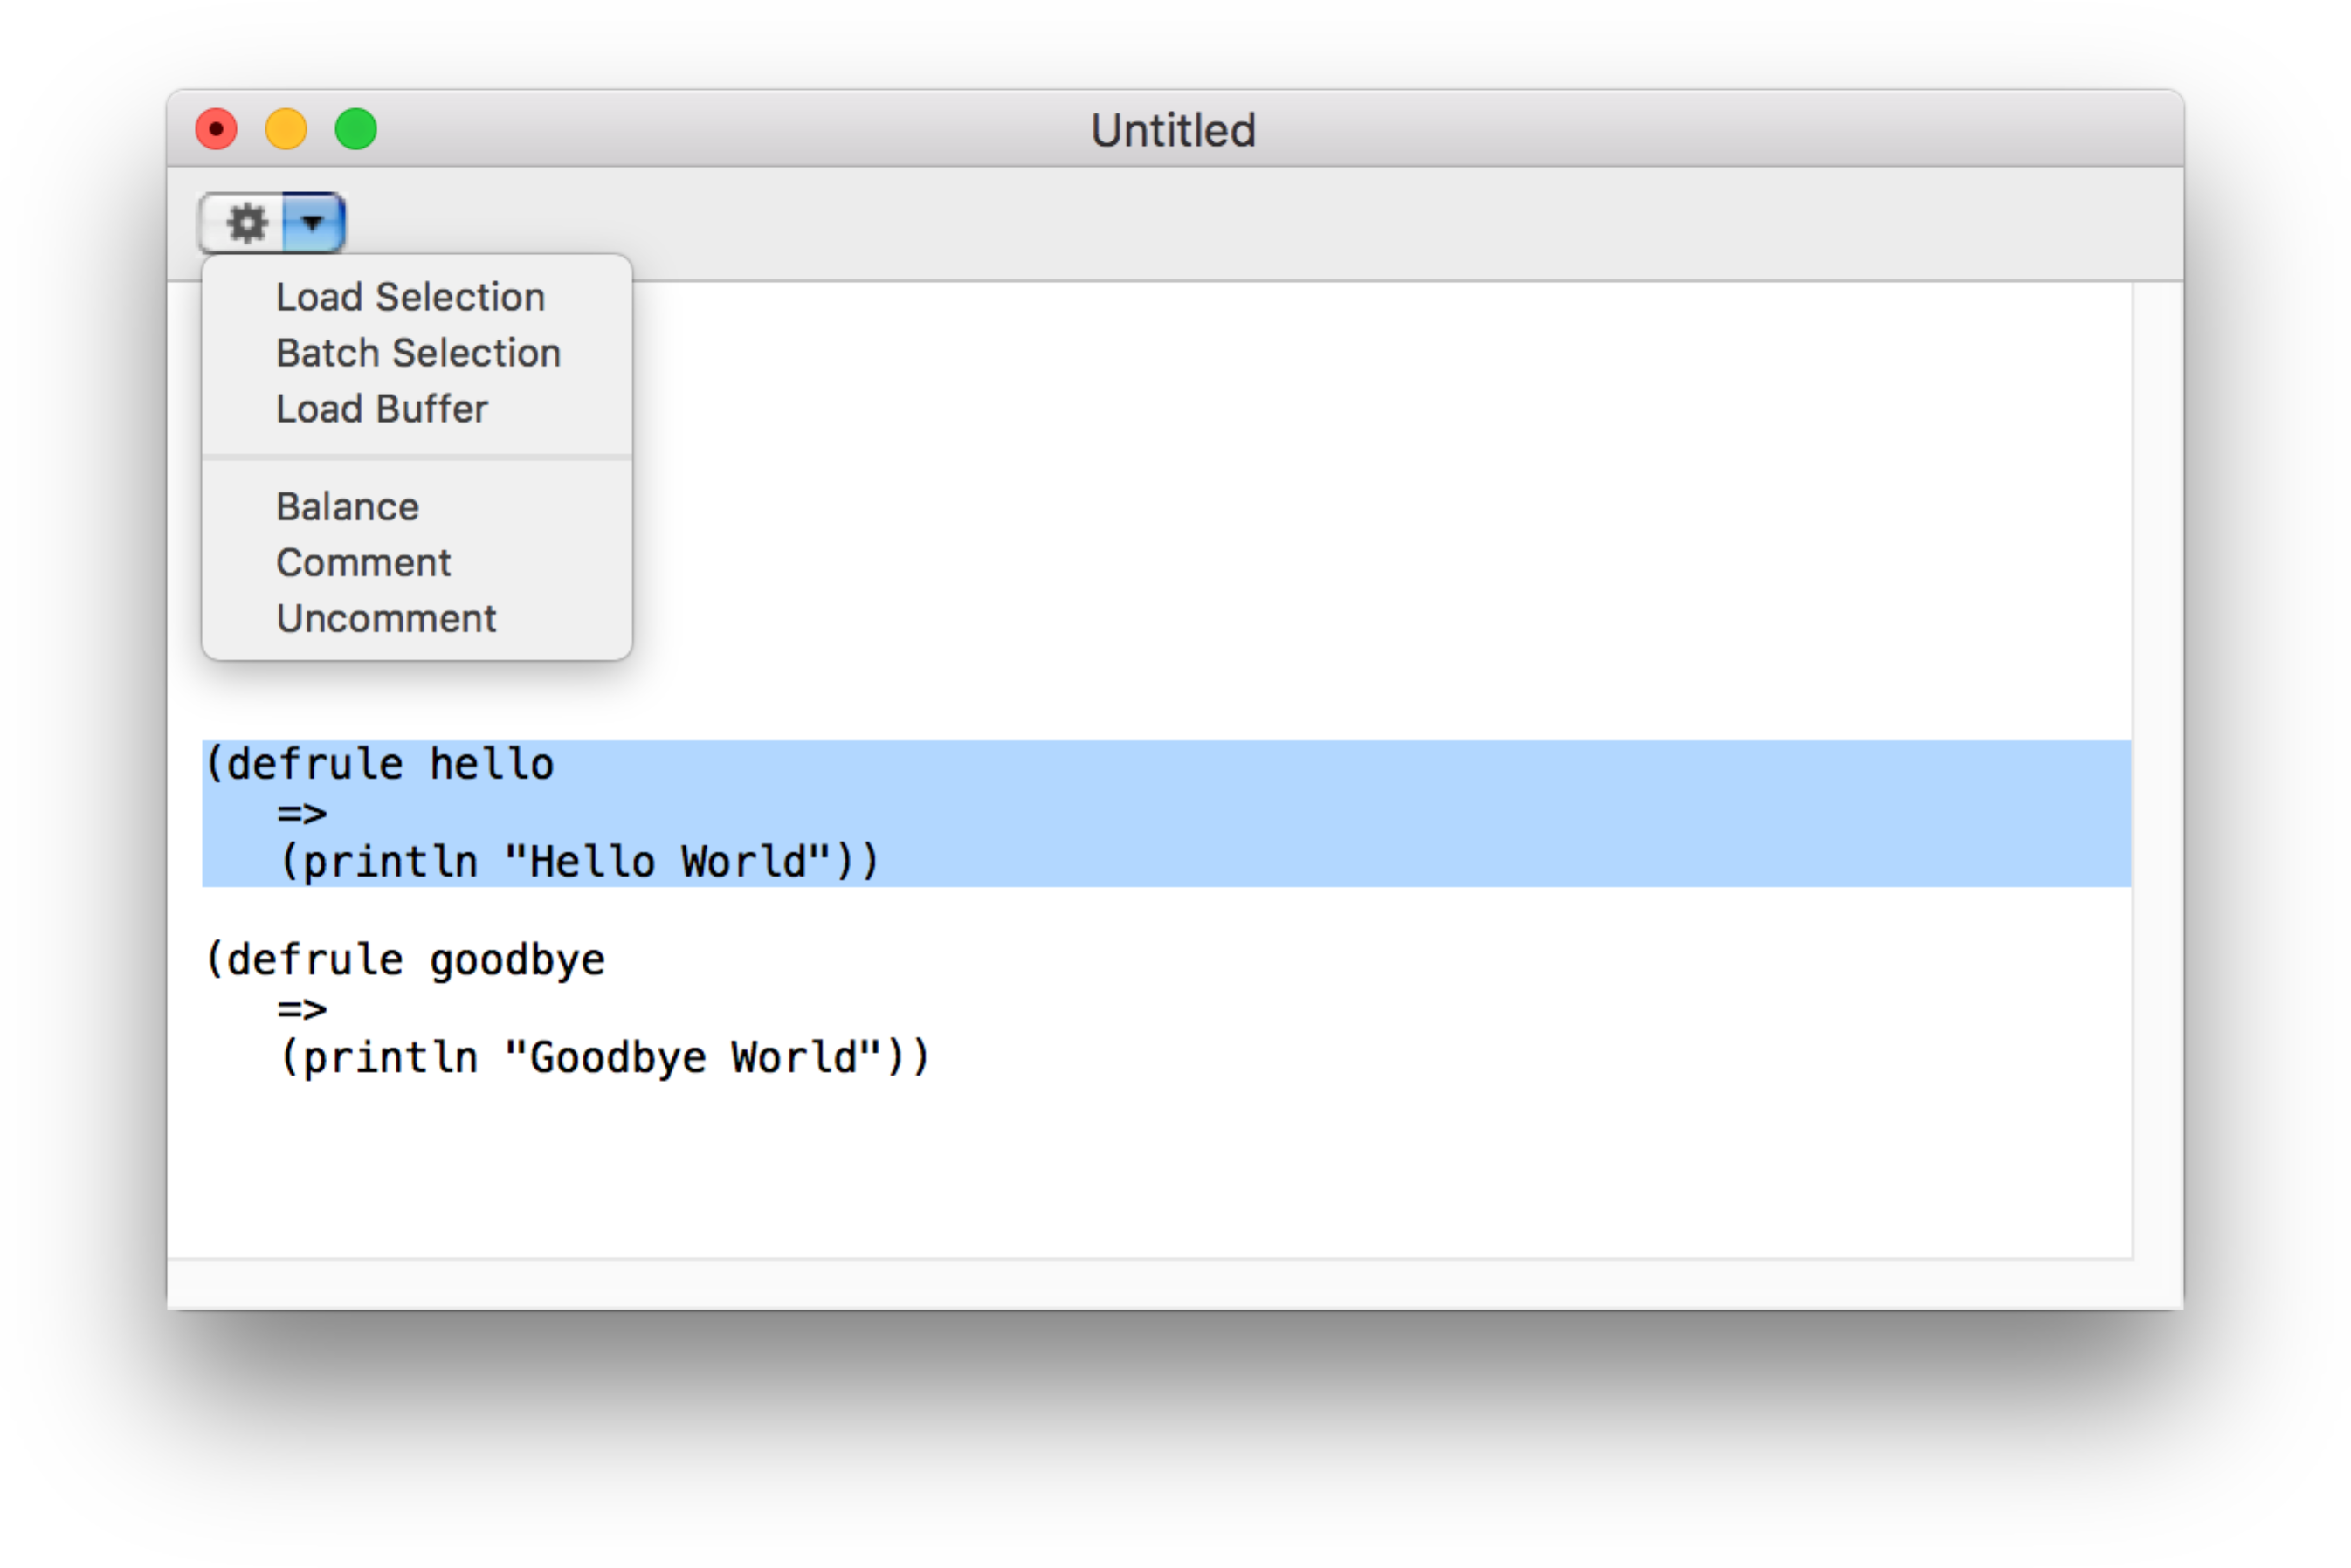 Untitled
Load Selection
Batch Selection
Load Buffer
Balance
Comment
Uncomment
(defrule hello
   =>
   (println "Hello World"))
(defrule goodbye
   =>
   (println "Goodbye World"))